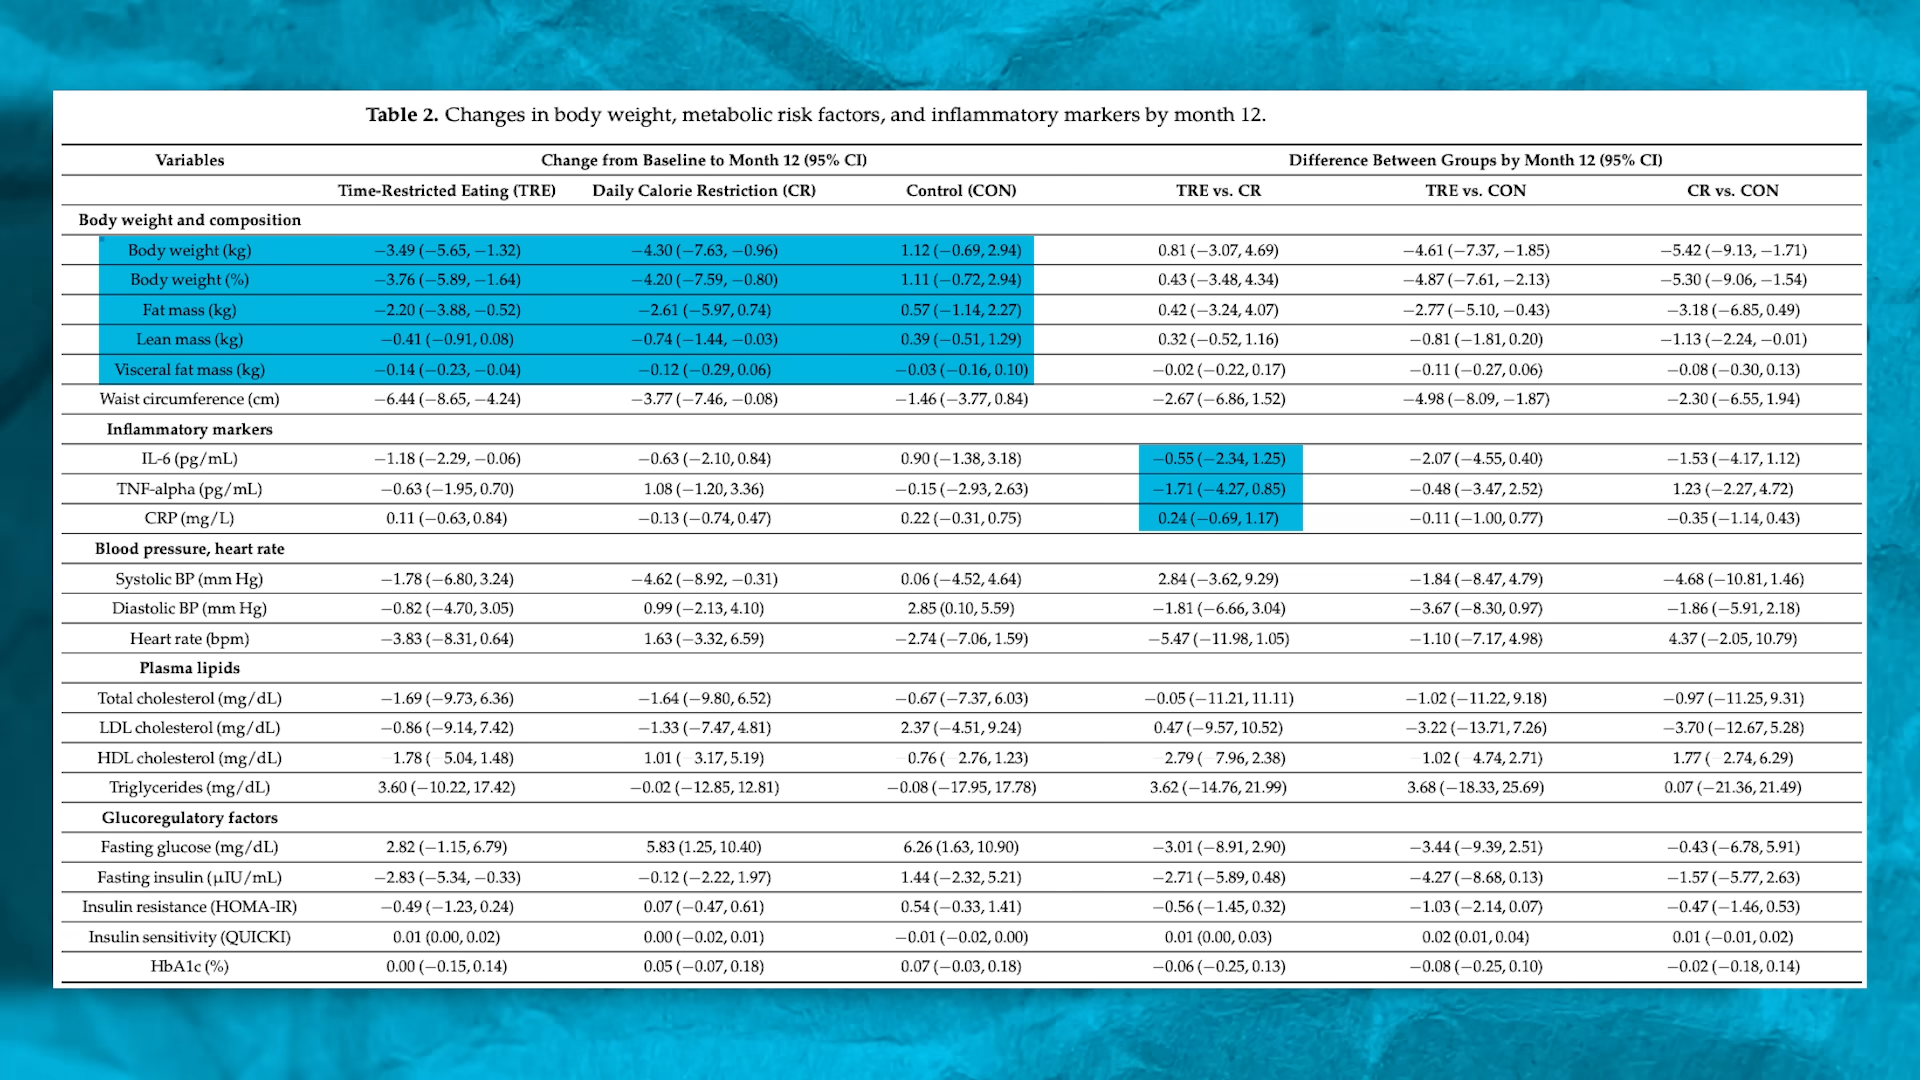 Table 2. Changes in body weight, metabolic risk factors, and inflammatory markers by month 12.
Variables Change from Baseline to Month 12 (95% CI) Difference Between Groups by Month 12 (95% CI)
Time-Restricted Eating (TRE) Daily Calorie Restriction (CR) Control (CON) TRE vs. CR TRE vs. CON CR vs. CON
Body weight and composition
Body weight (kg) −3.49 (−5.65, −1.32) −4.30 (−7.63, −0.96) 1.12 (−0.69, 2.94) 0.81 (−3.07, 4.69) −4.61 (−7.37, −1.85) −5.42 (−9.13, −1.71)
Body weight (%) −3.76 (−5.89, −1.64) −4.20 (−7.59, −0.80) 1.11 (−0.72, 2.94) 0.43 (−3.48, 4.34) −4.87 (−7.61, −2.13) −5.30 (−9.06, −1.54)
Fat mass (kg) −2.20 (−3.88, −0.52) −2.61 (−5.97, 0.74) 0.57 (−1.14, 2.27) 0.42 (−3.24, 4.07) −2.77 (−5.10, −0.43) −3.18 (−6.85, 0.49)
Lean mass (kg) −0.41 (−0.91, 0.08) −0.74 (−1.44, −0.03) 0.39 (−0.51, 1.29) 0.32 (−0.52, 1.16) −0.81 (−1.81, 0.20) −1.13 (−2.24, −0.01)
Visceral fat mass (kg) −0.14 (−0.23, −0.04) −0.12 (−0.29, 0.06) −0.03 (−0.16, 0.10) −0.02 (−0.22, 0.17) −0.11 (−0.27, 0.06) −0.08 (−0.30, 0.13)
Waist circumference (cm) −6.44 (−8.65, −4.24) −3.77 (−7.46, −0.08) −1.46 (−3.77, 0.84) −2.67 (−6.86, 1.52) −4.98 (−8.09, −1.87) −2.30 (−6.55, 1.94)
Inflammatory markers
IL-6 (pg/mL) −1.18 (−2.29, −0.06) −0.63 (−2.10, 0.84) 0.90 (−1.38, 3.18) −0.55 (−2.34, 1.25) −2.07 (−4.55, 0.40) −1.53 (−4.17, 1.12)
TNF-alpha (pg/mL) −0.63 (−1.95, 0.70) 1.08 (−1.20, 3.36) −0.15 (−2.93, 2.63) −1.71 (−4.27, 0.85) −0.48 (−3.47, 2.52) 1.23 (−2.27, 4.72)
CRP (mg/L) 0.11 (−0.63, 0.84) −0.13 (−0.74, 0.47) 0.22 (−0.31, 0.75) 0.24 (−0.69, 1.17) −0.11 (−1.00, 0.77) −0.35 (−1.14, 0.43)
Blood pressure, heart rate
Systolic BP (mm Hg) −1.78 (−6.80, 3.24) −4.62 (−8.92, −0.31) 0.06 (−4.52, 4.64) 2.84 (−3.62, 9.29) −1.84 (−8.47, 4.79) −4.68 (−10.81, 1.46)
Diastolic BP (mm Hg) −0.82 (−4.70, 3.05) 0.99 (−2.13, 4.10) 2.85 (0.10, 5.59) −1.81 (−6.66, 3.04) −3.67 (−8.30, 0.97) −1.86 (−5.91, 2.18)
Heart rate (bpm) −3.83 (−8.31, 0.64) 1.63 (−3.32, 6.59) −2.74 (−7.06, 1.59) −5.47 (−11.98, 1.05) −1.10 (−7.17, 4.98) 4.37 (−2.05, 10.79)
Plasma lipids
Total cholesterol (mg/dL) −1.69 (−9.73, 6.36) −1.64 (−9.80, 6.52) −0.67 (−7.37, 6.03) −0.05 (−11.21, 11.11) −1.02 (−11.22, 9.18) −0.97 (−11.25, 9.31)
LDL cholesterol (mg/dL) −0.86 (−9.14, 7.42) −1.33 (−7.47, 4.81) 2.37 (−4.51, 9.24) 0.47 (−9.57, 10.52) −3.22 (−13.71, 7.26) −3.70 (−12.67, 5.28)
HDL cholesterol (mg/dL) 1.78 ( 5.04, 1.48) 1.01 ( 3.17, 5.19) 0.76 ( 2.76, 1.23) 2.79 ( 7.96, 2.38) 1.02 ( 4.74, 2.71) 1.77 ( 2.74, 6.29)
Triglycerides (mg/dL) 3.60 (−10.22, 17.42) −0.02 (−12.85, 12.81) −0.08 (−17.95, 17.78) 3.62 (−14.76, 21.99) 3.68 (−18.33, 25.69) 0.07 (−21.36, 21.49)
Glucoregulatory factors
Fasting glucose (mg/dL) 2.82 (−1.15, 6.79) 5.83 (1.25, 10.40) 6.26 (1.63, 10.90) −3.01 (−8.91, 2.90) −3.44 (−9.39, 2.51) −0.43 (−6.78, 5.91)
Fasting insulin (μIU/mL) −2.83 (−5.34, −0.33) −0.12 (−2.22, 1.97) 1.44 (−2.32, 5.21) −2.71 (−5.89, 0.48) −4.27 (−8.68, 0.13) −1.57 (−5.77, 2.63)
Insulin resistance (HOMA-IR) −0.49 (−1.23, 0.24) 0.07 (−0.47, 0.61) 0.54 (−0.33, 1.41) −0.56 (−1.45, 0.32) −1.03 (−2.14, 0.07) −0.47 (−1.46, 0.53)
Insulin sensitivity (QUICKI) 0.01 (0.00, 0.02) 0.00 (−0.02, 0.01) −0.01 (−0.02, 0.00) 0.01 (0.00, 0.03) 0.02 (0.01, 0.04) 0.01 (−0.01, 0.02)
HbA1c (%) 0.00 (−0.15, 0.14) 0.05 (−0.07, 0.18) 0.07 (−0.03, 0.18) −0.06 (−0.25, 0.13) −0.08 (−0.25, 0.10) −0.02 (−0.18, 0.14)